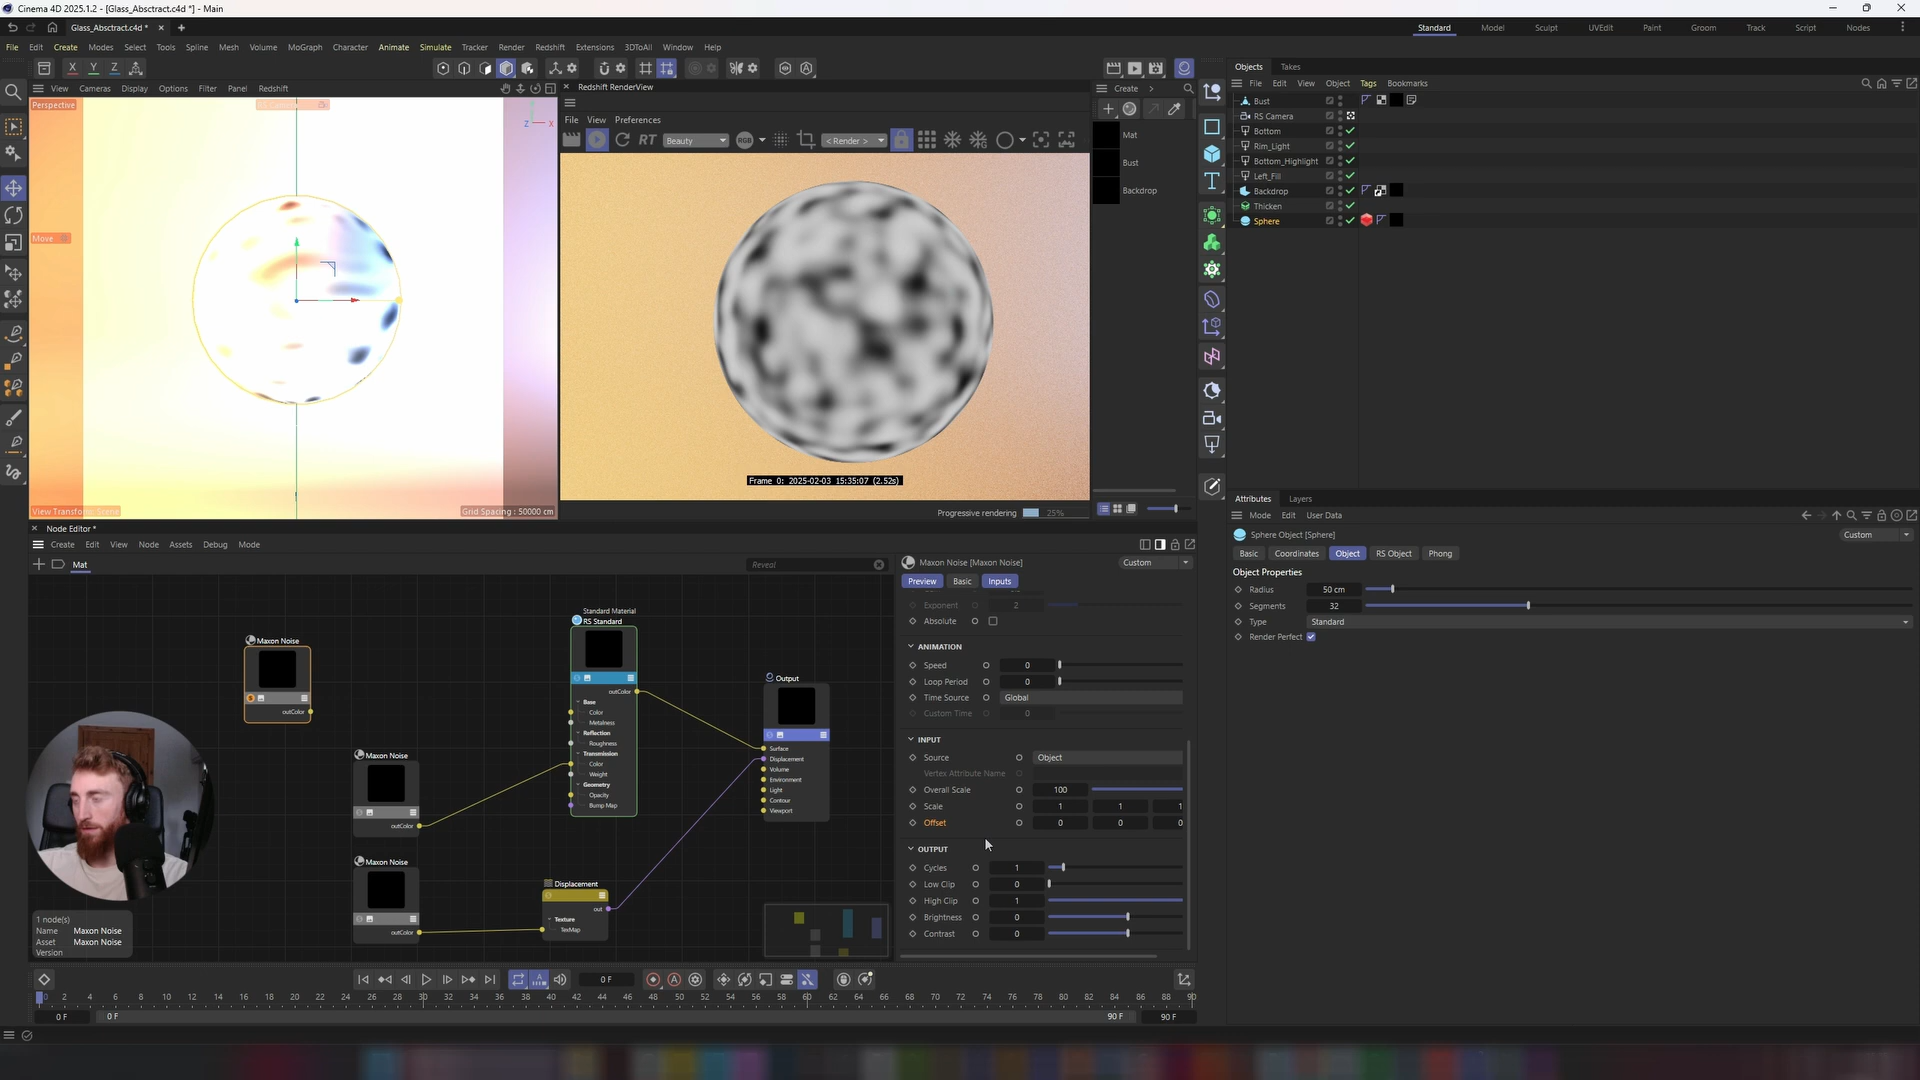 Cinema 4D 2025.1.2 - [Glass_Absctract.c4d *] - Main
Glass_Absctract.c4d *
Standard Model Sculpt UVEdit Paint Groom Track Script Nodes
File Edit Create Modes Select Tools Spline Mesh Volume MoGraph Character Animate Simulate Tracker Render Redshift Extensions 3DToAll Window Help
X Y Z
View Cameras Display Options Filter Panel Redshift
Perspective
Z X
Move
View Transform: Scene
Grid Spacing : 50000 cm
Redshift RenderView
File View Preferences
RT Beauty RGB < Render >
Frame 0: 2025-02-03 15:35:07 (2.52s)
Progressive rendering 25%
Create
Mat
Bust
Backdrop
Objects Takes
File Edit View Object Tags Bookmarks
Bust
RS Camera
Bottom
Rim_Light
Bottom_Highlight
Left_Fill
Backdrop
Thicken
Sphere
Attributes Layers
Mode Edit User Data
Sphere Object [Sphere]
Custom
Basic Coordinates Object RS Object Phong
Object Properties
Radius 50 cm
Segments 32
Type Standard
Render Perfect
Node Editor *
Create Edit View Node Assets Debug Mode
Mat
Reveal
Maxon Noise
outColor
Maxon Noise
outColor
Maxon Noise
outColor
Standard Material
RS Standard
outColor
Base
Color
Metalness
Reflection
Roughness
Transmission
Color
Weight
Geometry
Opacity
Bump Map
Displacement
out
Texture
TexMap
Output
Surface
Displacement
Volume
Environment
Light
Contour
Viewport
1 node(s)
Name Maxon Noise
Asset Maxon Noise
Version
Maxon Noise [Maxon Noise]
Custom
Preview Basic Inputs
Exponent 2
Absolute
ANIMATION
Speed 0
Loop Period 0
Time Source Global
Custom Time 0
INPUT
Source Object
Vertex Attribute Name
Overall Scale 100
Scale 1 1 1
Offset 0 0 0
OUTPUT
Cycles 1
Low Clip 0
High Clip 1
Brightness 0
Contrast 0
0 F
0 2 4 6 8 10 12 14 16 18 20 22 24 26 28 30 32 34 36 38 40 42 44 46 48 50 52 54 56 58 60 62 64 66 68 70 72 74 76 78 80 82 84 86 88 90
0 F 0 F 90 F 90 F